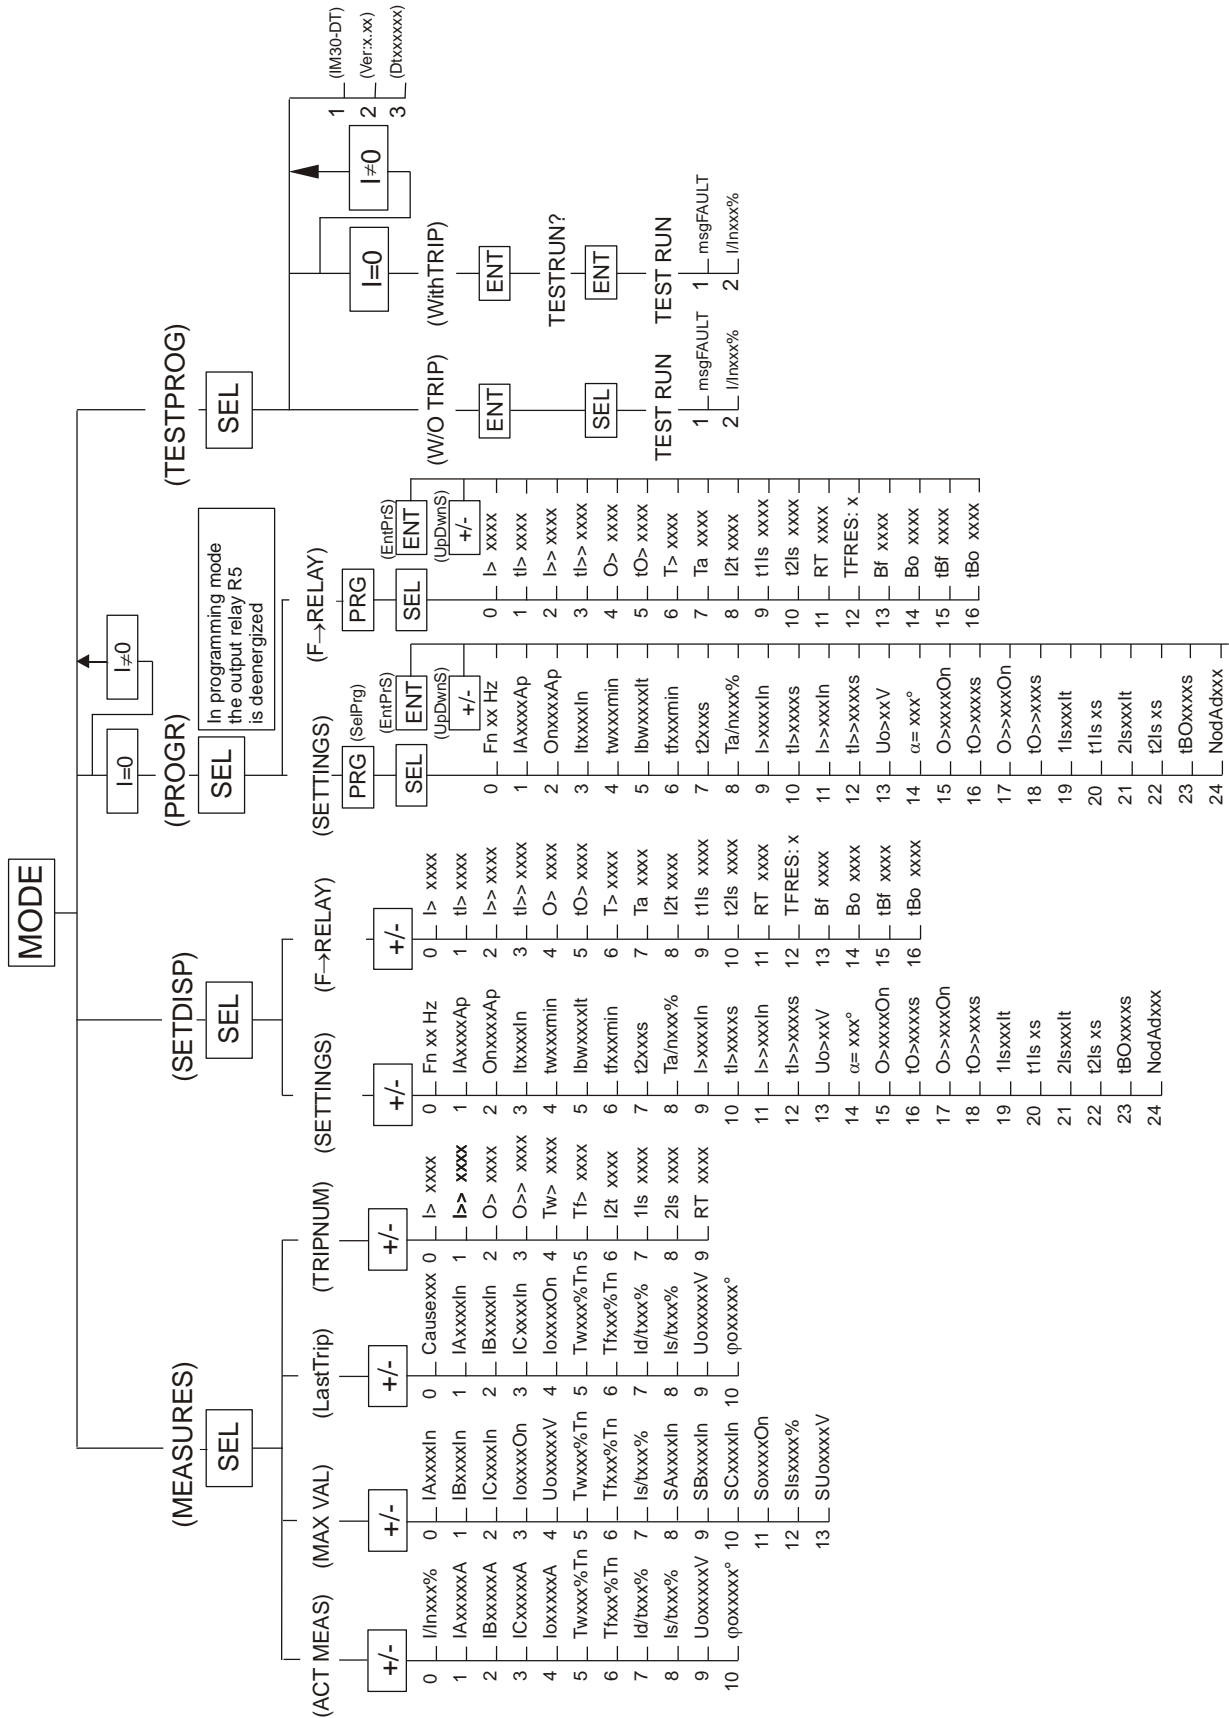 MODE
(MEASURES)
SEL
(ACT MEAS)
+/-
0 I/Inxxx%
1 IAxxxxxA
2 IBxxxxxA
3 ICxxxxxA
4 IoxxxxxA
5 Twxxx%Tn
6 Tfxxx%Tn
7 Id/txxx%
8 Is/txxx%
9 UoxxxxxV
10 φoxxxxx°
(MAX VAL)
+/-
0 IAxxxxIn
1 IBxxxxIn
2 ICxxxxIn
3 IoxxxxOn
4 UoxxxxxV
5 Twxxx%Tn
6 Tfxxx%Tn
7 Is/txxx%
8 SAxxxxIn
9 SBxxxxIn
10 SCxxxxIn
11 SoxxxxOn
12 SIsxxxx%
13 SUoxxxxV
(LastTrip)
+/-
0 Causexxx
1 IAxxxxIn
2 IBxxxxIn
3 ICxxxxIn
4 IoxxxxOn
5 Twxxx%Tn
6 Tfxxx%Tn
7 Id/txxx%
8 Is/txxx%
9 UoxxxxxV
10 φoxxxxx°
(TRIPNUM)
+/-
0 I> xxxx
1 I>> xxxx
2 O> xxxx
3 O>> xxxx
4 Tw> xxxx
5 Tf> xxxx
6 I2t xxxx
7 1Is xxxx
8 2Is xxxx
9 RT xxxx
(SETDISP)
SEL
(SETTINGS)
+/-
0 Fn xx Hz
1 IAxxxxAp
2 OnxxxxAp
3 ItxxxxIn
4 twxxxmin
5 IbwxxxxIt
6 tfxxxmin
7 t2xxxs
8 Ta/nxxx%
9 I>xxxxIn
10 tI>xxxxs
11 I>>xxxIn
12 tI>>xxxxs
13 Uo>xxV
14 α= xxx°
15 O>xxxxOn
16 tO>xxxxs
17 O>>xxxOn
18 tO>>xxxs
19 1IsxxxIt
20 t1Is xs
21 2IsxxxIt
22 t2Is xs
23 tBOxxxxs
24 NodAdxxx
(F→RELAY)
+/-
0 I> xxxx
1 tI> xxxx
2 I>> xxxx
3 tI>> xxxx
4 O> xxxx
5 tO> xxxx
6 T> xxxx
7 Ta xxxx
8 I2t xxxx
9 t1Is xxxx
10 t2Is xxxx
11 RT xxxx
12 TFRES: x
13 Bf xxxx
14 Bo xxxx
15 tBf xxxx
16 tBo xxxx
I=0
I≠0
(PROGR)
SEL
In programming mode
the output relay R5
is deenergized
(SETTINGS)
PRG (SelPrg)
SEL
(EntPrS)
ENT
(UpDwnS)
+/-
0 Fn xx Hz
1 IAxxxxAp
2 OnxxxxAp
3 ItxxxxIn
4 twxxxmin
5 IbwxxxxIt
6 tfxxxmin
7 t2xxxs
8 Ta/nxxx%
9 I>xxxxIn
10 tI>xxxxs
11 I>>xxxIn
12 tI>>xxxxs
13 Uo>xxV
14 α= xxx°
15 O>xxxxOn
16 tO>xxxxs
17 O>>xxxOn
18 tO>>xxxs
19 1IsxxxIt
20 t1Is xs
21 2IsxxxIt
22 t2Is xs
23 tBOxxxxs
24 NodAdxxx
(F→RELAY)
PRG
SEL
(EntPrS)
ENT
(UpDwnS)
+/-
0 I> xxxx
1 tI> xxxx
2 I>> xxxx
3 tI>> xxxx
4 O> xxxx
5 tO> xxxx
6 T> xxxx
7 Ta xxxx
8 I2t xxxx
9 t1Is xxxx
10 t2Is xxxx
11 RT xxxx
12 TFRES: x
13 Bf xxxx
14 Bo xxxx
15 tBf xxxx
16 tBo xxxx
(TESTPROG)
SEL
(W/O TRIP)
ENT
SEL
TEST RUN
1 msgFAULT
2 I/Inxxx%
I=0
I≠0
(WithTRIP)
ENT
TESTRUN?
ENT
TEST RUN
1 msgFAULT
2 I/Inxxx%
1 (IM30-DT)
2 (Ver:x.xx)
3 (Dtxxxxxx)